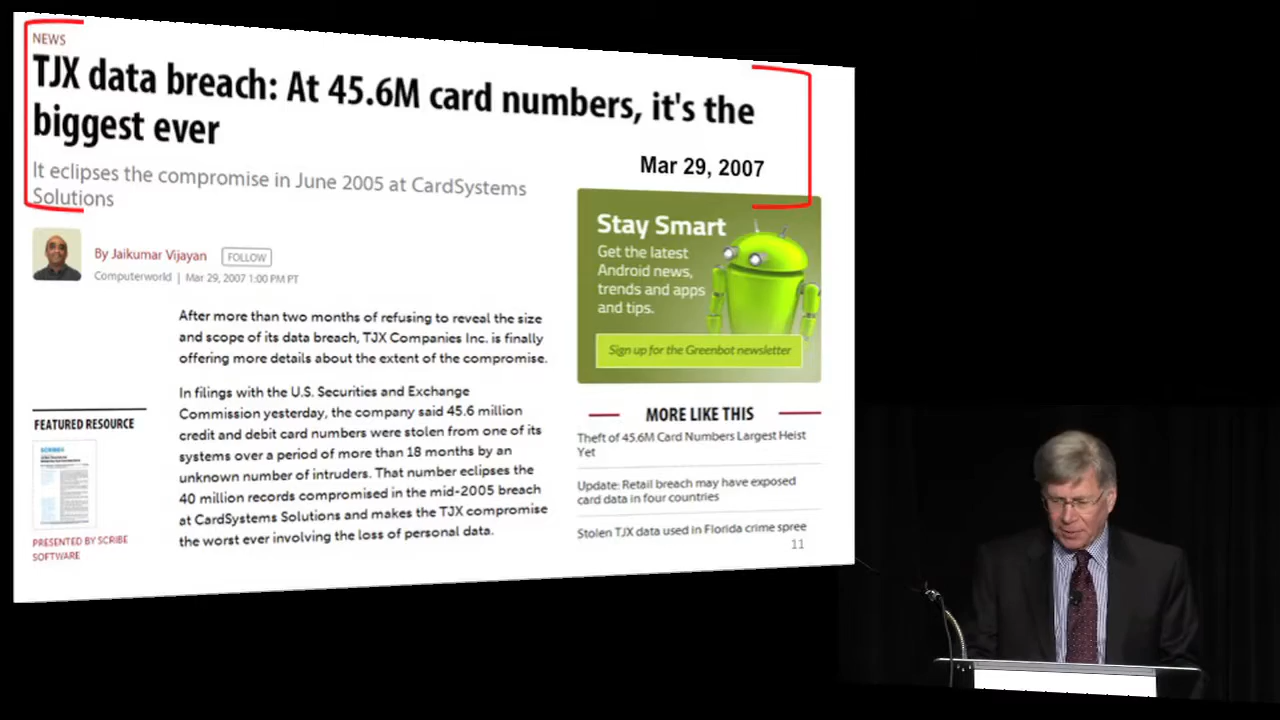 NEWS
TJX data breach: At 45.6M card numbers, it's the
biggest ever
It eclipses the compromise in June 2005 at CardSystems
Solutions
Mar 29, 2007
By Jaikumar Vijayan FOLLOW
Computerworld | Mar 29, 2007 1:00 PM PT
After more than two months of refusing to reveal the size
and scope of its data breach, TJX Companies Inc. is finally
offering more details about the extent of the compromise.
In filings with the U.S. Securities and Exchange
Commission yesterday, the company said 45.6 million
credit and debit card numbers were stolen from one of its
systems over a period of more than 18 months by an
unknown number of intruders. That number eclipses the
40 million records compromised in the mid-2005 breach
at CardSystems Solutions and makes the TJX compromise
the worst ever involving the loss of personal data.
FEATURED RESOURCE
SCRIBE
PRESENTED BY SCRIBE
SOFTWARE
Stay Smart
Get the latest
Android news,
trends and apps
and tips.
Sign up for the Greenbot newsletter
MORE LIKE THIS
Theft of 45.6M Card Numbers Largest Heist
Yet
Update: Retail breach may have exposed
card data in four countries
Stolen TJX data used in Florida crime spree
11